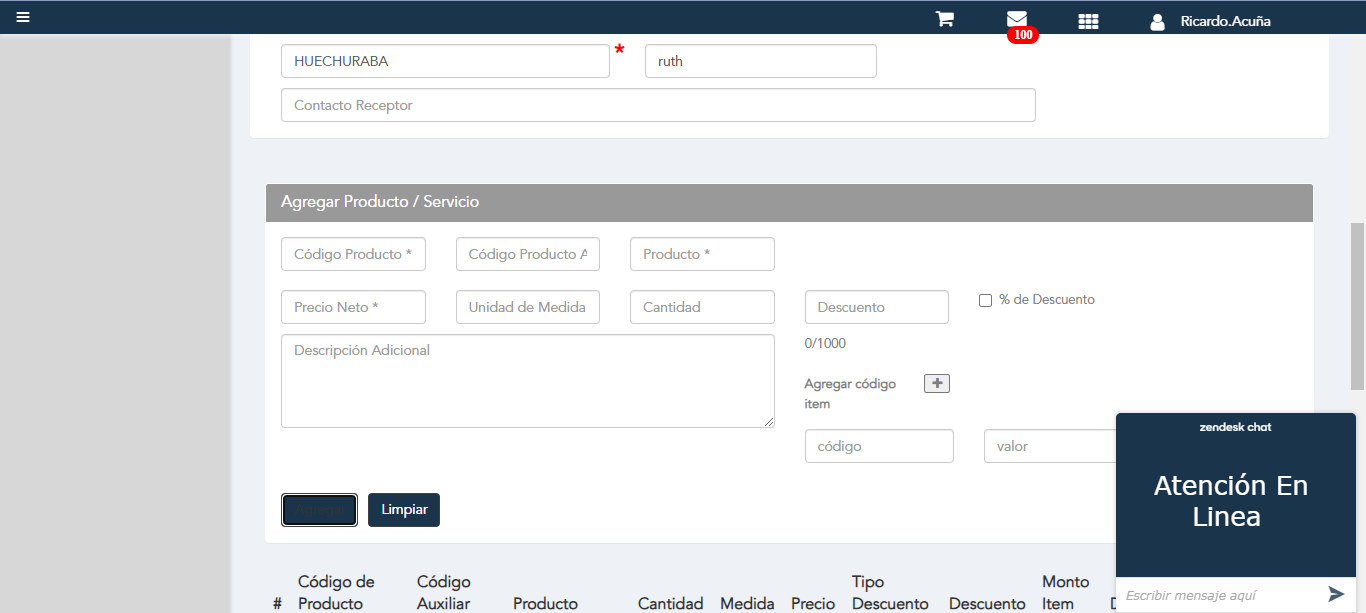 Ricardo.Acuña
100
HUECHURABA
*
ruth
Contacto Receptor
Agregar Producto / Servicio
Código Producto *
Código Producto A
Producto *
Precio Neto *
Unidad de Medida
Cantidad
Descuento
% de Descuento
Descripción Adicional
0/1000
Agregar código
item
código
valor
Agregar
Limpiar
zendesk chat
Atención En
Linea
Escribir mensaje aquí
#
Código de
Producto
Código
Auxiliar
Producto
Cantidad
Medida
Precio
Tipo
Descuento
Descuento
Monto
Item